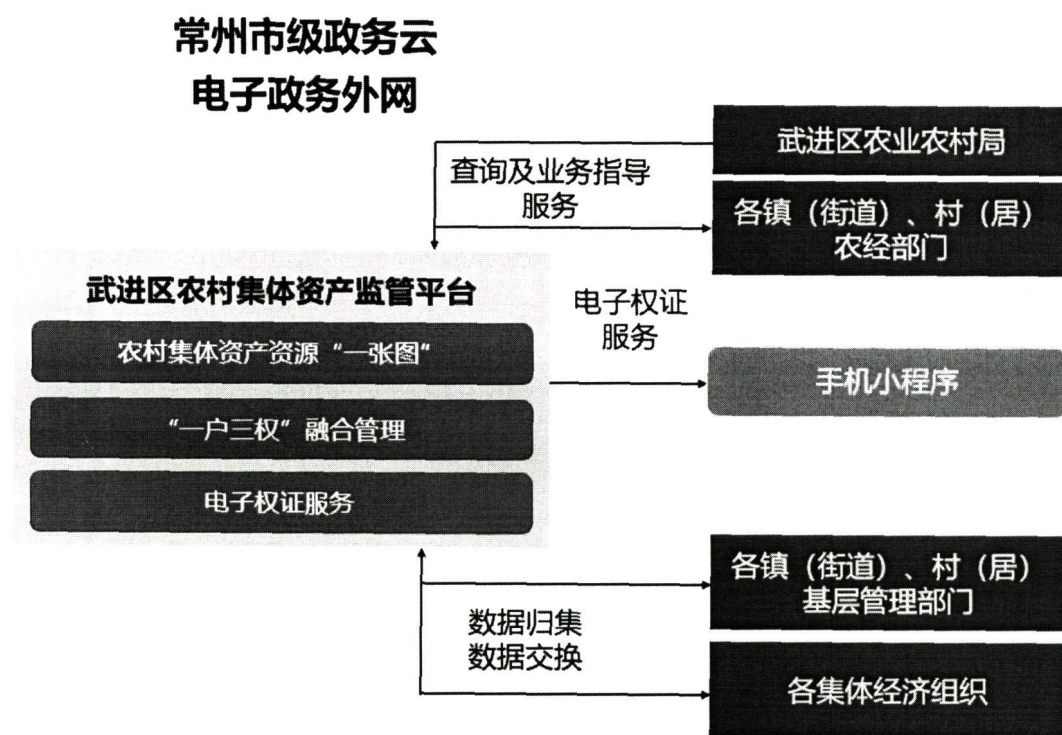 常州市级政务云
电子政务外网
武进区农业农村局
查询及业务指导
服务
各镇（街道）、村（居）
农经部门
武进区农村集体资产监管平台
农村集体资产资源“一张图“
“一户三权“融合管理
电子权证服务
电子权证
服务
手机小程序
各镇（街道）、村（居）
基层管理部门
数据归集
数据交换
各集体经济组织